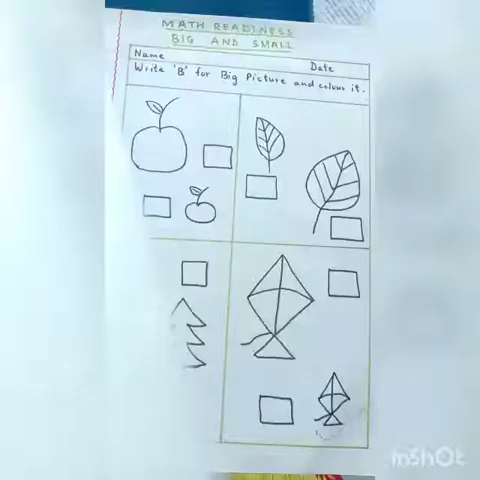 MATH READINESS
BIG AND SMALL
Name Date
Write 'B' for Big Picture and colour it.
InShOt